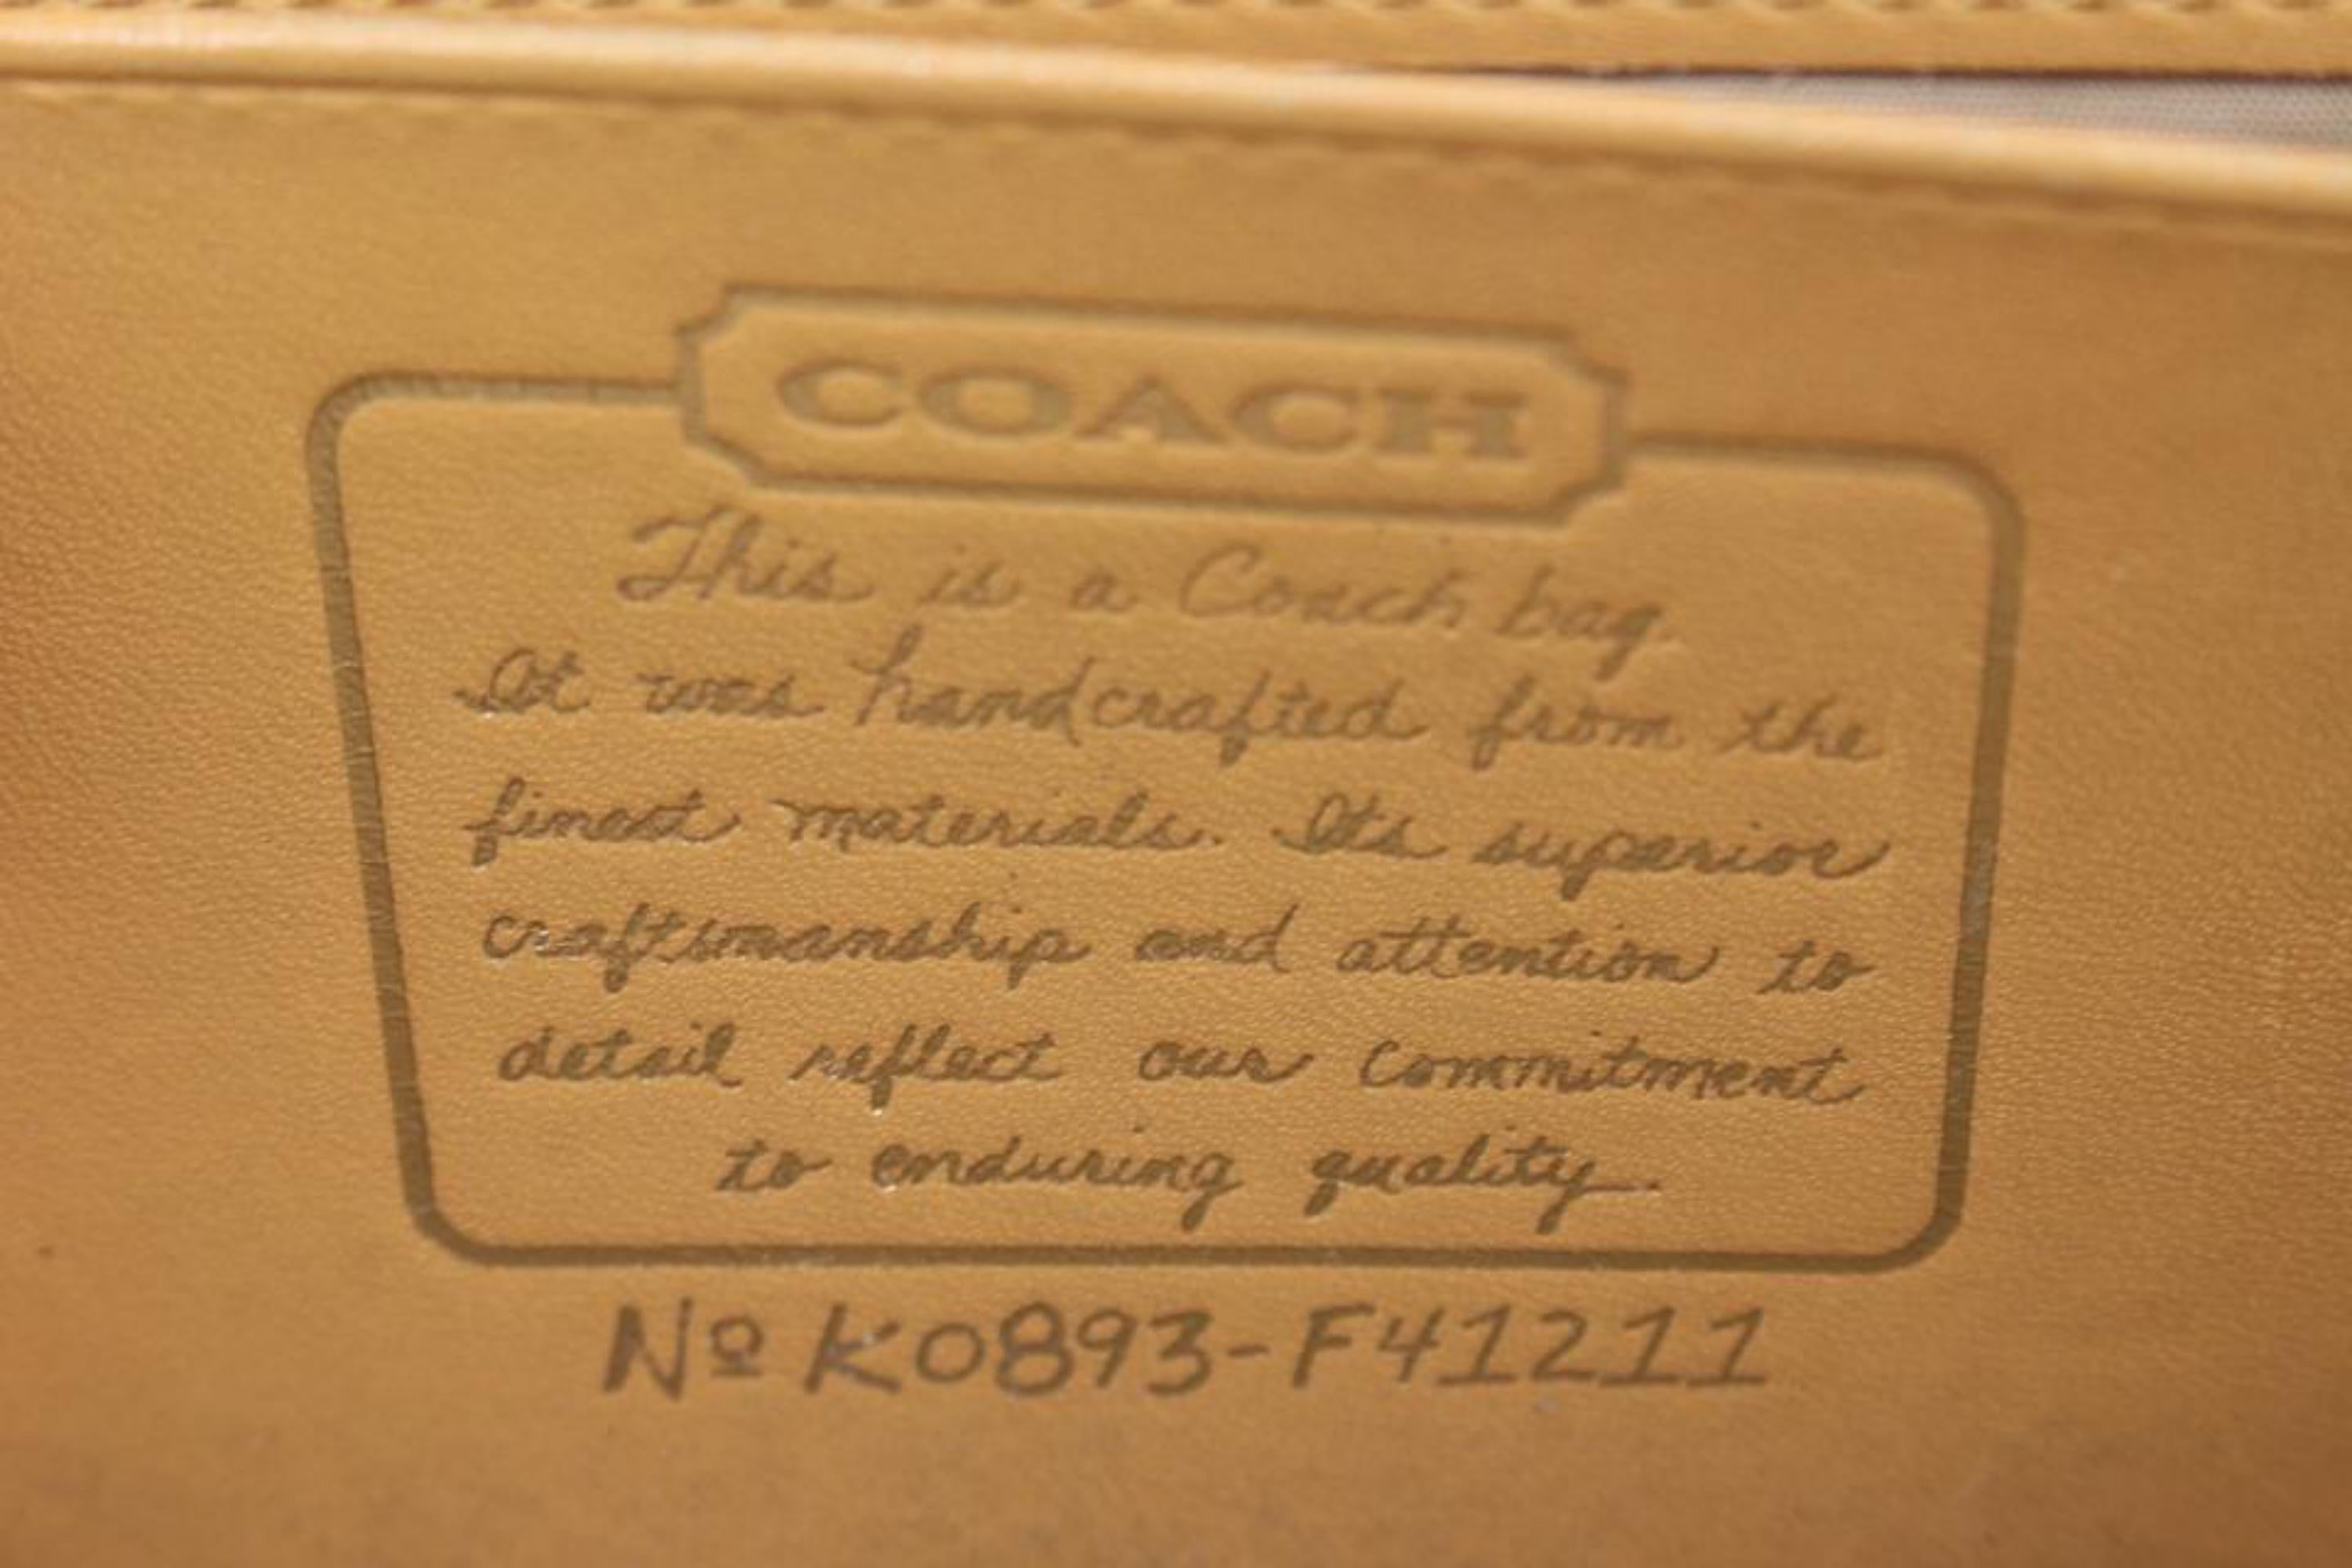 COACH
This is a Coach bag.
It was handcrafted from the
finest materials. Its superior
craftsmanship and attention to
detail reflect our commitment
to enduring quality.
Nº K0893-F41211